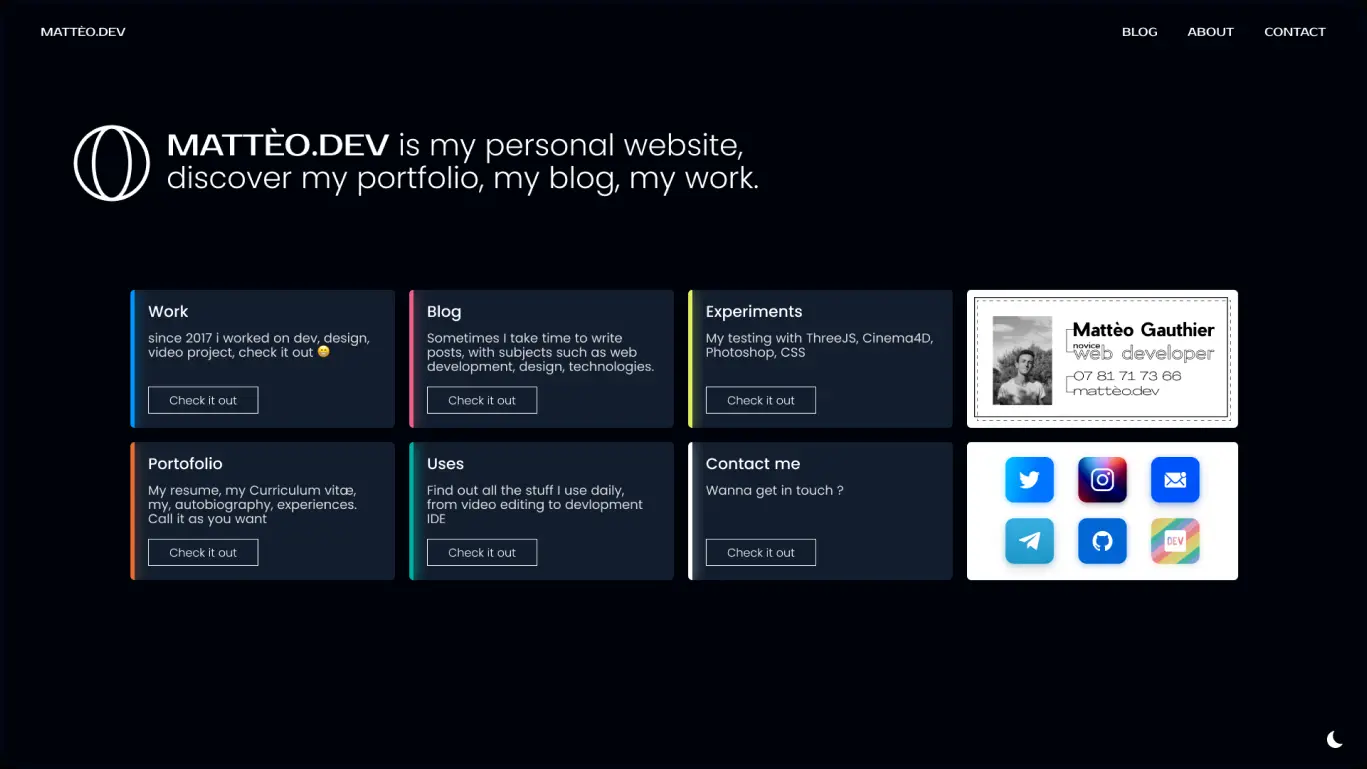 MATTÈO.DEV
BLOG ABOUT CONTACT
MATTÈO.DEV is my personal website,
discover my portfolio, my blog, my work.
Work
since 2017 i worked on dev, design,
video project, check it out 😀
Check it out
Blog
Sometimes I take time to write
posts, with subjects such as web
development, design, technologies.
Check it out
Experiments
My testing with ThreeJS, Cinema4D,
Photoshop, CSS
Check it out
Mattèo Gauthier
novice
web developer
07 81 71 73 66
mattèo.dev
Portofolio
My resume, my Curriculum vitæ,
my, autobiography, experiences.
Call it as you want
Check it out
Uses
Find out all the stuff I use daily,
from video editing to devlopment
IDE
Check it out
Contact me
Wanna get in touch ?
Check it out
DEV